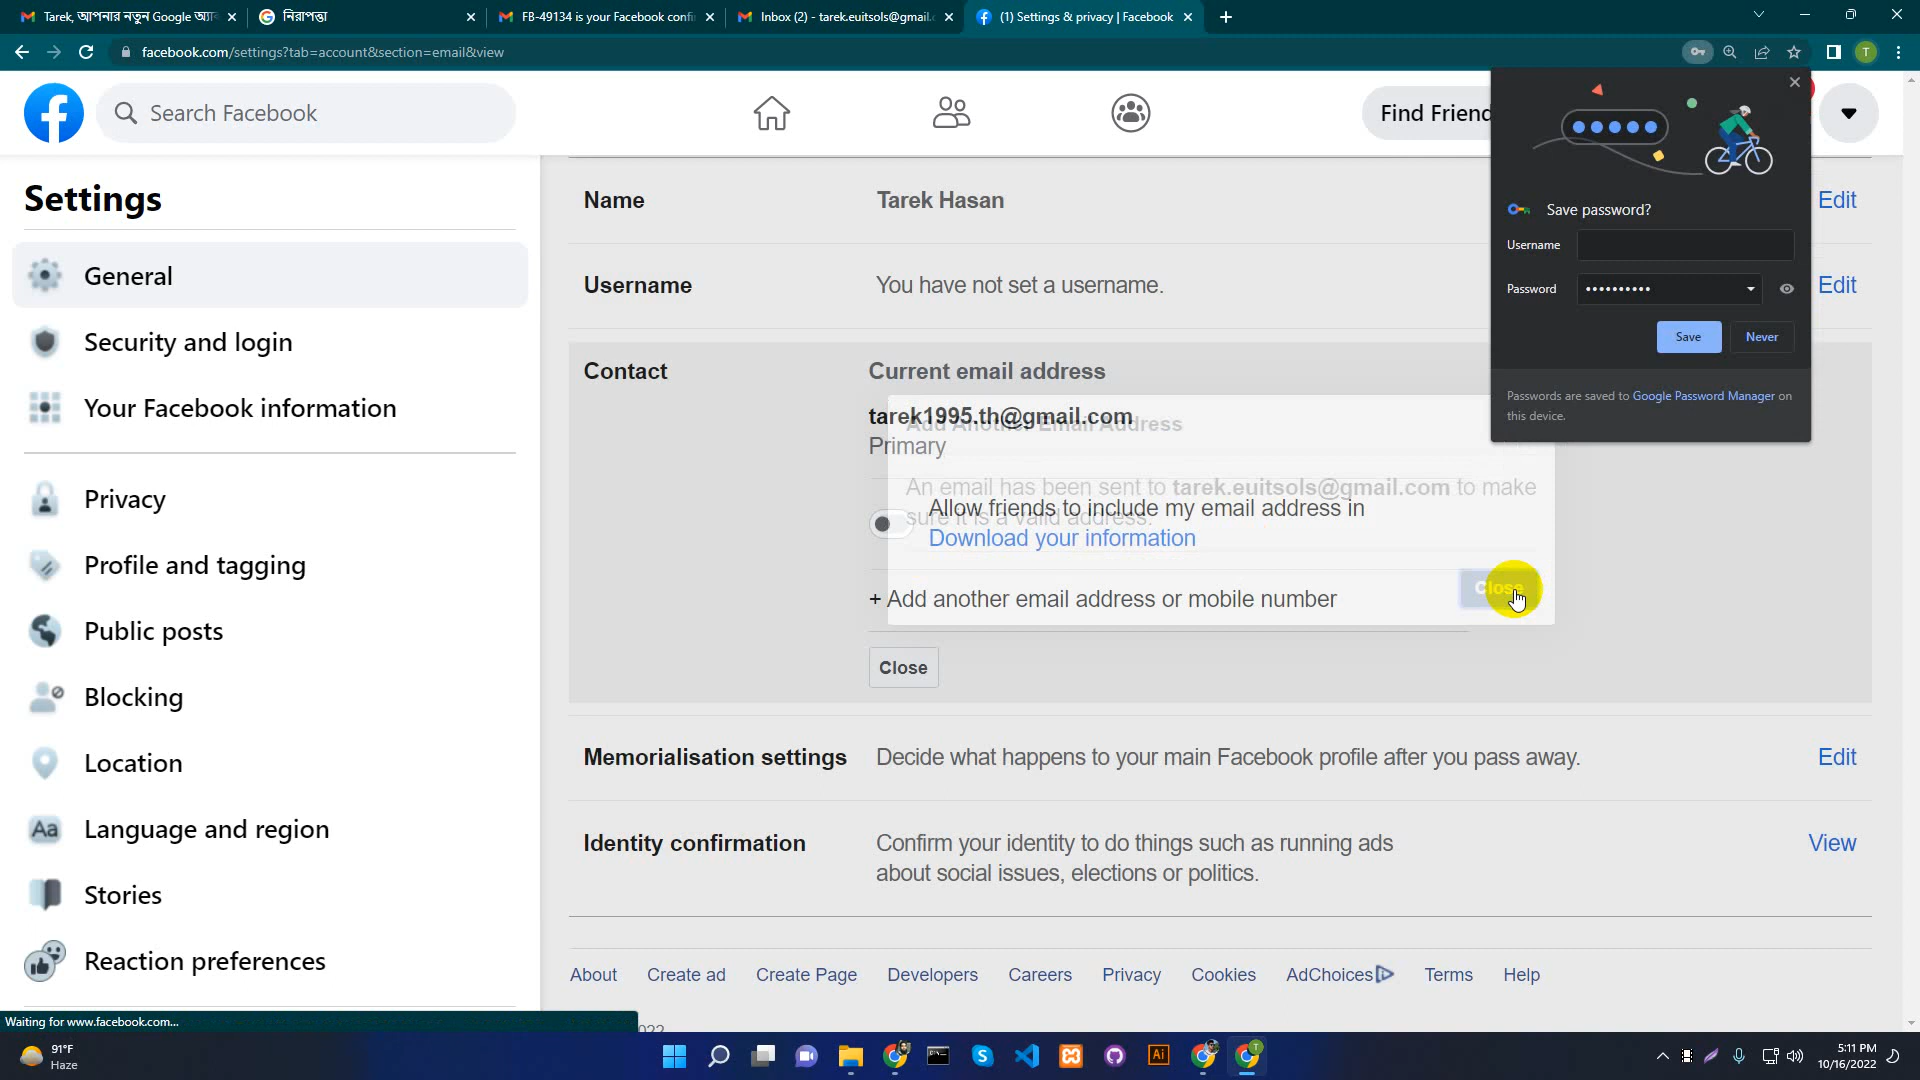 Tarek, আপনার নতুন Google অ্যা
নিরাপত্তা
FB-49134 is your Facebook confi
Inbox (2) - tarek.euitsols@gmail.c
(1) Settings & privacy | Facebook
facebook.com/settings?tab=account&section=email&view
T
Search Facebook
Find Friend
Settings
General
Security and login
Your Facebook information
Privacy
Profile and tagging
Public posts
Blocking
Location
Language and region
Stories
Reaction preferences
Name Tarek Hasan Edit
Username You have not set a username. Edit
Contact Current email address
tarek1995.th@gmail.com
Add Another Email Address
Primary
An email has been sent to tarek.euitsols@gmail.com to make
sure it is a valid address.
Allow friends to include my email address in
Download your information
+ Add another email address or mobile number
Close
Close
Memorialisation settings Decide what happens to your main Facebook profile after you pass away. Edit
Identity confirmation Confirm your identity to do things such as running ads
about social issues, elections or politics. View
About Create ad Create Page Developers Careers Privacy Cookies AdChoices Terms Help
Save password?
Username
Password ••••••••••
Save Never
Passwords are saved to Google Password Manager on
this device.
Waiting for www.facebook.com...
022
91°F
Haze
Ai
T
5:11 PM
10/16/2022